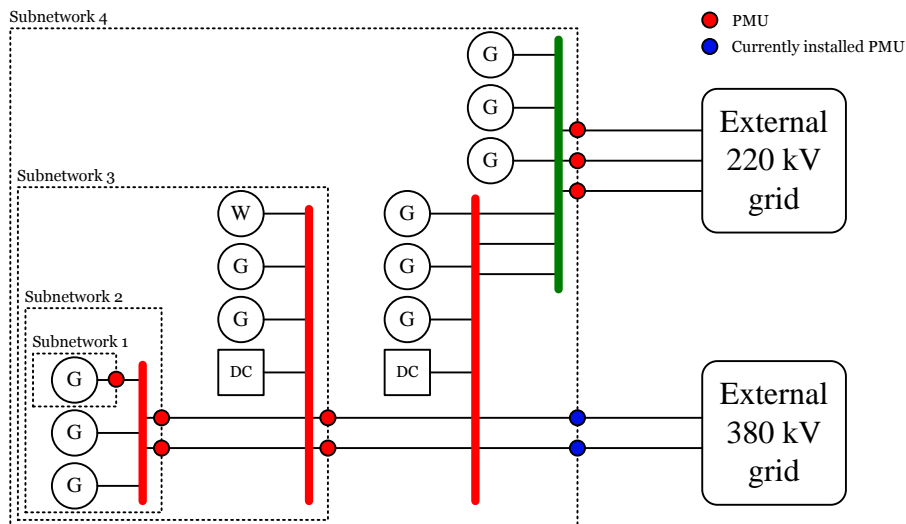 Subnetwork 4
PMU
Currently installed PMU
G
G
G
External
220 kV
grid
Subnetwork 3
W
G
G
G
G
Subnetwork 2
G
G
Subnetwork 1
G
DC
DC
External
380 kV
grid
G
G